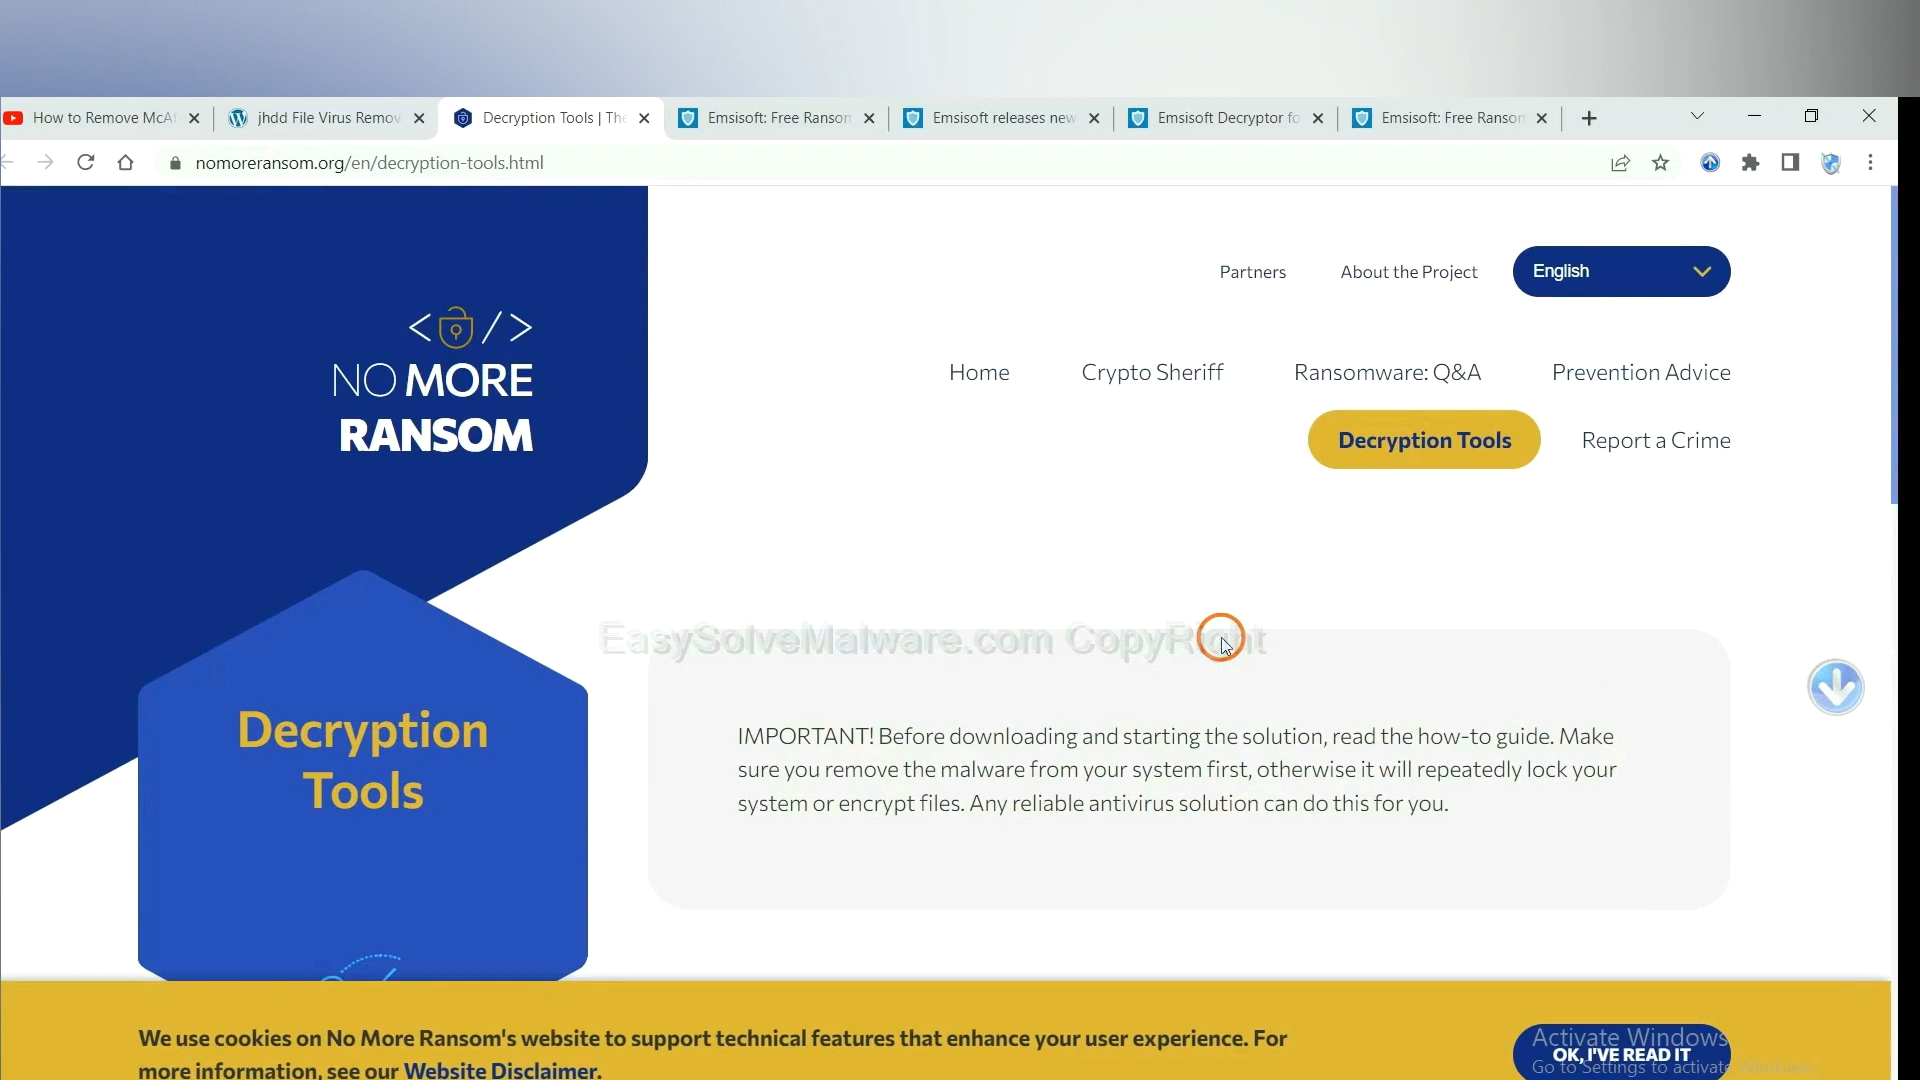 How to Remove McAf
jhdd File Virus Remov
Decryption Tools | The
Emsisoft: Free Ransom
Emsisoft releases new
Emsisoft Decryptor fo
Emsisoft: Free Ransom
nomoreransom.org/en/decryption-tools.html
Partners
About the Project
English
NO MORE
RANSOM
Home
Crypto Sheriff
Ransomware: Q&A
Prevention Advice
Decryption Tools
Report a Crime
EasySolveMalware.com CopyRight
Decryption
Tools
IMPORTANT! Before downloading and starting the solution, read the how-to guide. Make
sure you remove the malware from your system first, otherwise it will repeatedly lock your
system or encrypt files. Any reliable antivirus solution can do this for you.
We use cookies on No More Ransom's website to support technical features that enhance your user experience. For
more information, see our Website Disclaimer.
OK, I'VE READ IT
Activate Windows
Go to Settings to activate Windows.